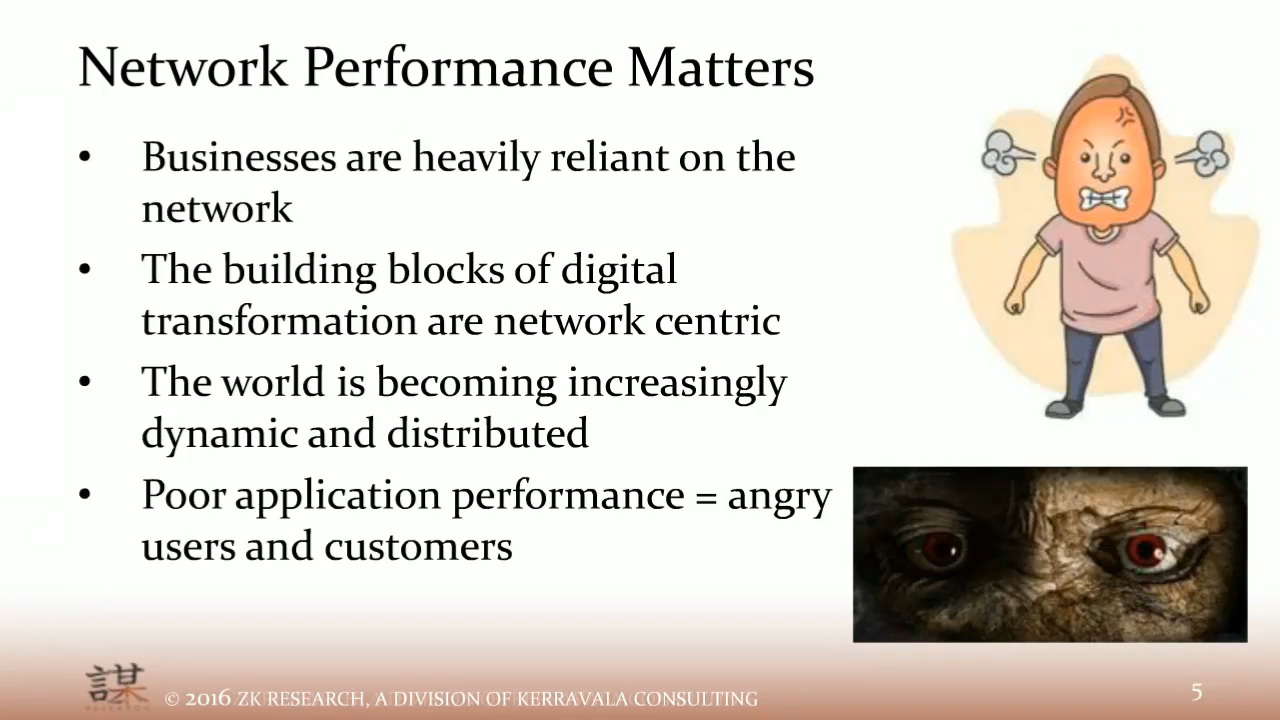 Network Performance Matters
• Businesses are heavily reliant on the
network
• The building blocks of digital
transformation are network centric
• The world is becoming increasingly
dynamic and distributed
• Poor application performance = angry
users and customers
謀
RESEARCH
© 2016 ZK RESEARCH, A DIVISION OF KERRAVALA CONSULTING
5